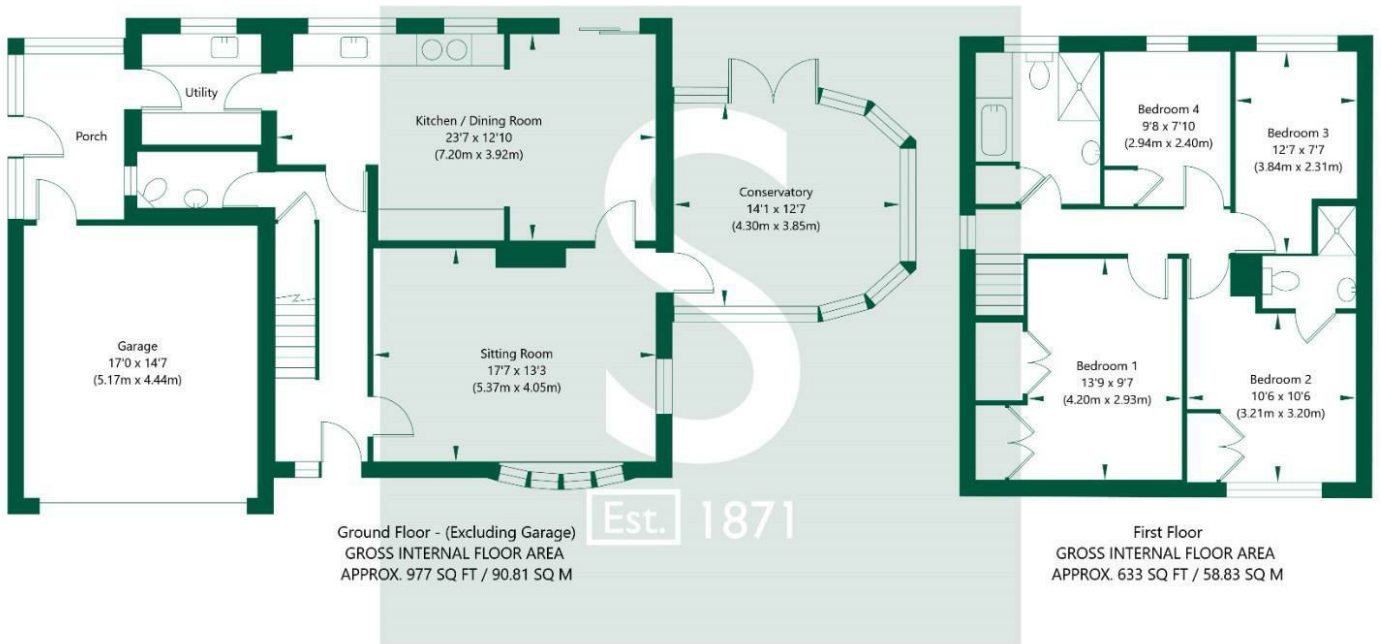 Porch
Utility
Kitchen / Dining Room
23'7 x 12'10
(7.20m x 3.92m)
Conservatory
14'1 x 12'7
(4.30m x 3.85m)
Garage
17'0 x 14'7
(5.17m x 4.44m)
Sitting Room
17'7 x 13'3
(5.37m x 4.05m)
S
Est. 1871
Ground Floor - (Excluding Garage)
GROSS INTERNAL FLOOR AREA
APPROX. 977 SQ FT / 90.81 SQ M
Bedroom 4
9'8 x 7'10
(2.94m x 2.40m)
Bedroom 3
12'7 x 7'7
(3.84m x 2.31m)
Bedroom 1
13'9 x 9'7
(4.20m x 2.93m)
Bedroom 2
10'6 x 10'6
(3.21m x 3.20m)
First Floor
GROSS INTERNAL FLOOR AREA
APPROX. 633 SQ FT / 58.83 SQ M